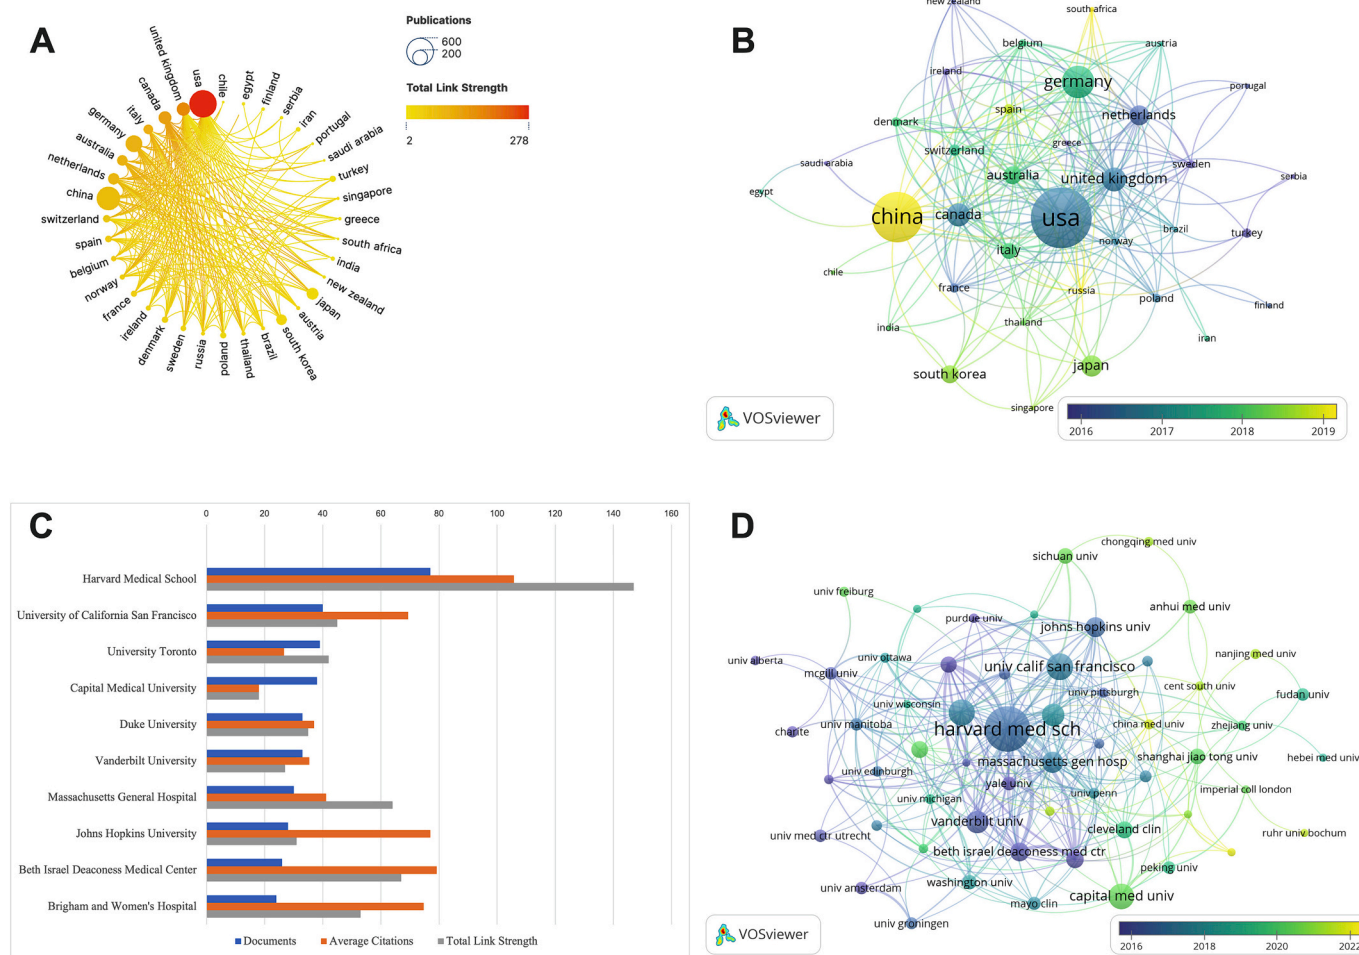 A
Publications
600
200
Total Link Strength
2
278
usa
united kingdom
canada
italy
germany
australia
netherlands
china
switzerland
spain
belgium
norway
france
ireland
denmark
sweden
russia
poland
thailand
brazil
south korea
austria
japan
new zealand
india
south africa
greece
singapore
turkey
saudi arabia
portugal
iran
serbia
finland
egypt
chile
B
new zealand
south africa
belgium
austria
ireland
germany
portugal
spain
netherlands
denmark
greece
switzerland
saudi arabia
sweden
australia
united kingdom
serbia
egypt
china
canada
usa
brazil
turkey
norway
italy
chile
france
russia
poland
finland
india
thailand
iran
japan
south korea
singapore
VOSviewer
2016
2017
2018
2019
C
0 20 40 60 80 100 120 140 160
Harvard Medical School
University of California San Francisco
University Toronto
Capital Medical University
Duke University
Vanderbilt University
Massachusetts General Hospital
Johns Hopkins University
Beth Israel Deaconess Medical Center
Brigham and Women's Hospital
Documents
Average Citations
Total Link Strength
D
chongqing med univ
sichuan univ
univ freiburg
anhui med univ
purdue univ
johns hopkins univ
nanjing med univ
univ alberta
univ ottawa
mcgill univ
univ calif san francisco
cent south univ
univ pittsburgh
fudan univ
univ wisconsin
charite
univ manitoba
harvard med sch
china med univ
zhejiang univ
massachusetts gen hosp
shanghai jiao tong univ
hebei med univ
univ edinburgh
yale univ
univ penn
imperial coll london
univ michigan
vanderbilt univ
cleveland clin
univ med ctr utrecht
ruhr univ bochum
beth israel deaconess med ctr
peking univ
univ amsterdam
washington univ
capital med univ
mayo clin
univ groningen
VOSviewer
2016
2018
2020
2022